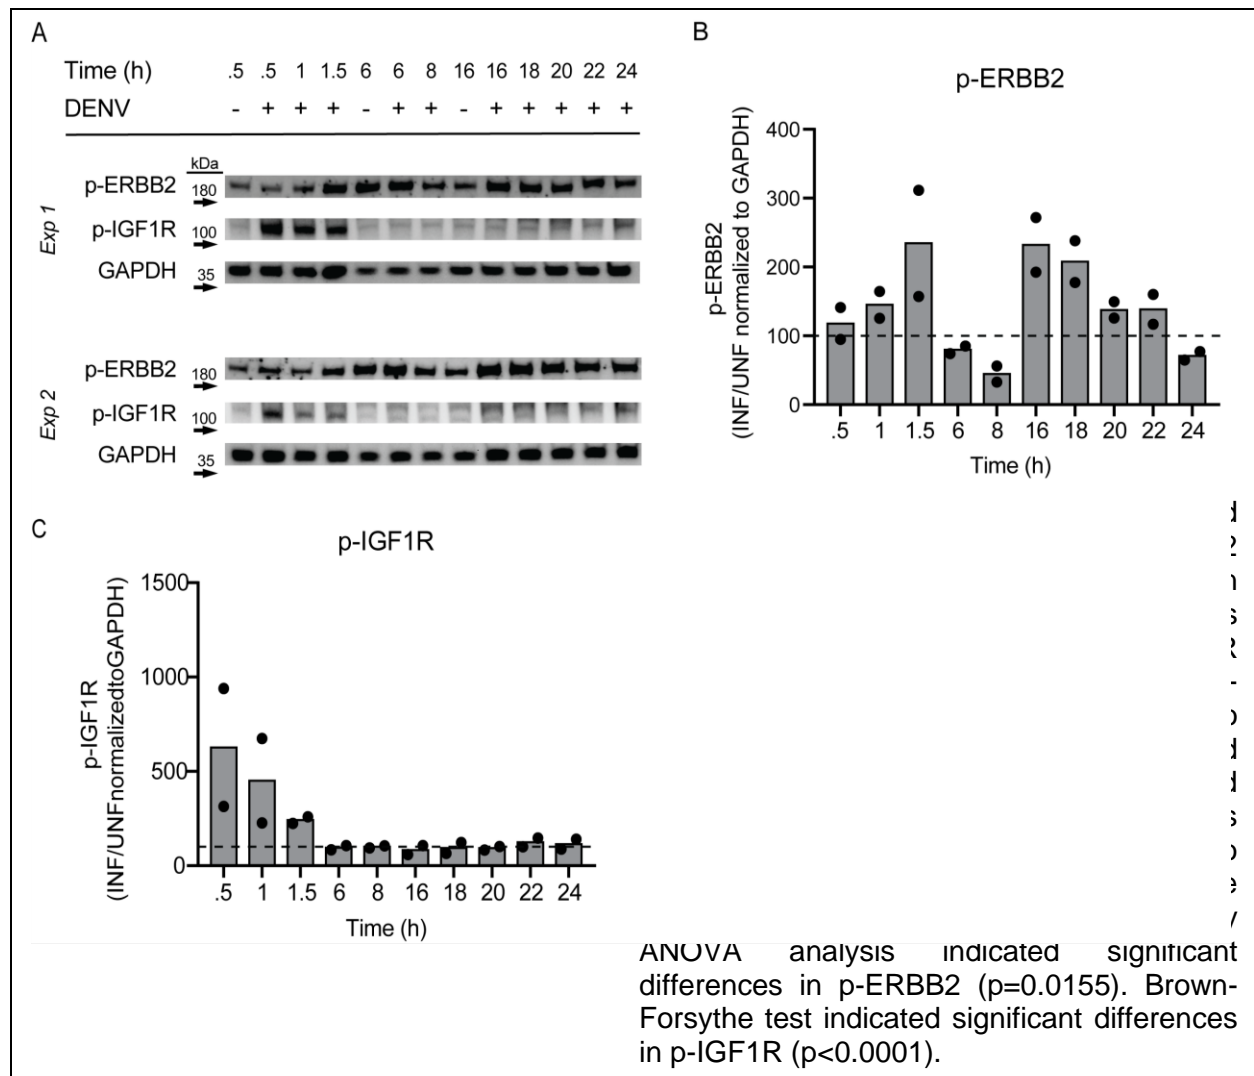 A
Time (h) .5 .5 1 1.5 6 6 8 16 16 18 20 22 24
DENV - + + + - + + - + + + + +
kDa
Exp 1
p-ERBB2 180
p-IGF1R 100
GAPDH 35
Exp 2
p-ERBB2 180
p-IGF1R 100
GAPDH 35
B
p-ERBB2
p-ERBB2
(INF/UNF normalized to GAPDH)
400
300
200
100
0
.5 1 1.5 6 8 16 18 20 22 24
Time (h)
C
p-IGF1R
p-IGF1R
(INF/UNFnormalizedtoGAPDH)
1500
1000
500
0
.5 1 1.5 6 8 16 18 20 22 24
Time (h)
ANOVA analysis indicated significant
differences in p-ERBB2 (p=0.0155). Brown-
Forsythe test indicated significant differences
in p-IGF1R (p<0.0001).